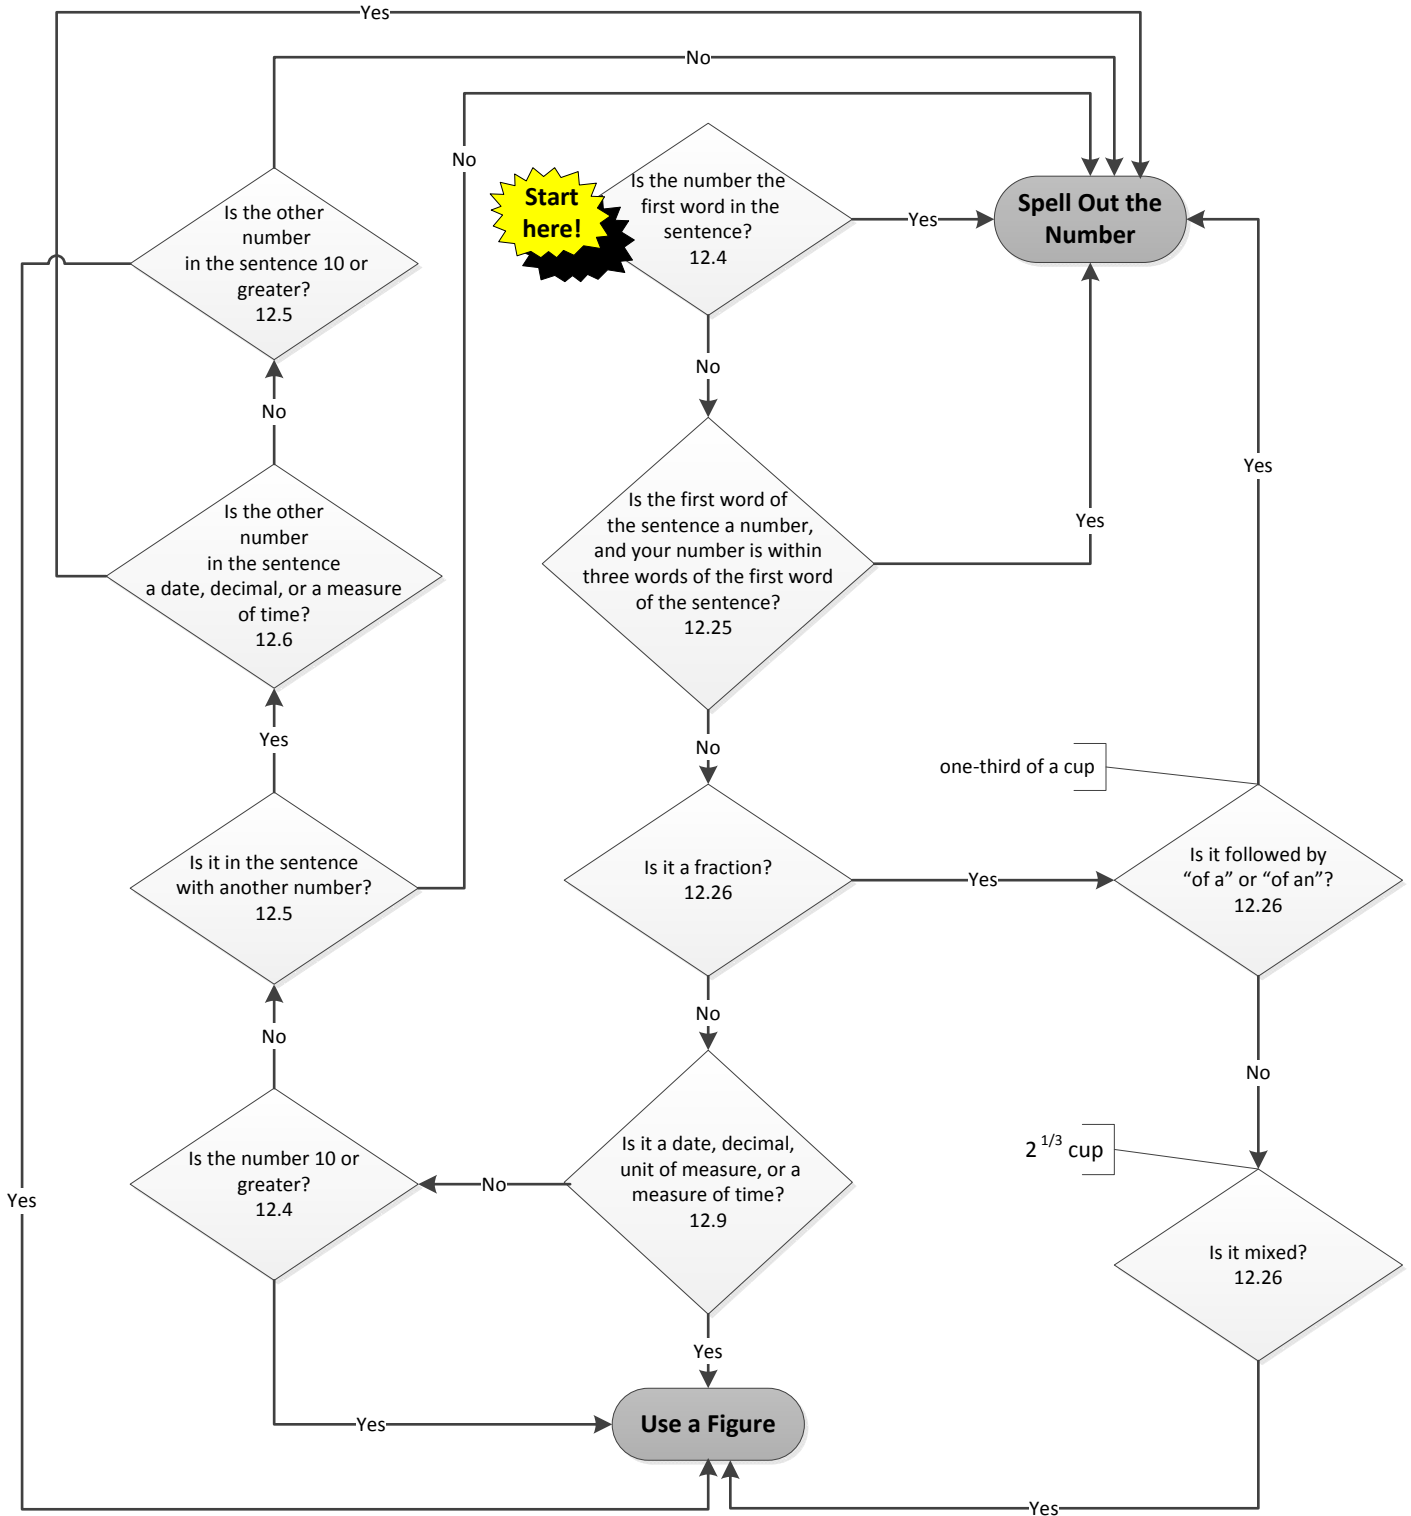 Yes
No
No
Start
here!
Is the number the
first word in the
sentence?
12.4
Yes
Spell Out the
Number
Is the other
number
in the sentence 10 or
greater?
12.5
No
No
Is the first word of
the sentence a number,
and your number is within
three words of the first word
of the sentence?
12.25
Yes
Yes
Is the other
number
in the sentence
a date, decimal, or a measure
of time?
12.6
Yes
No
one-third of a cup
Is it in the sentence
with another number?
12.5
Is it a fraction?
12.26
Yes
Is it followed by
“of a” or “of an”?
12.26
No
No
No
Is the number 10 or
greater?
12.4
No
Is it a date, decimal,
unit of measure, or a
measure of time?
12.9
2 1/3 cup
Is it mixed?
12.26
Yes
Yes
Yes
Use a Figure
Yes